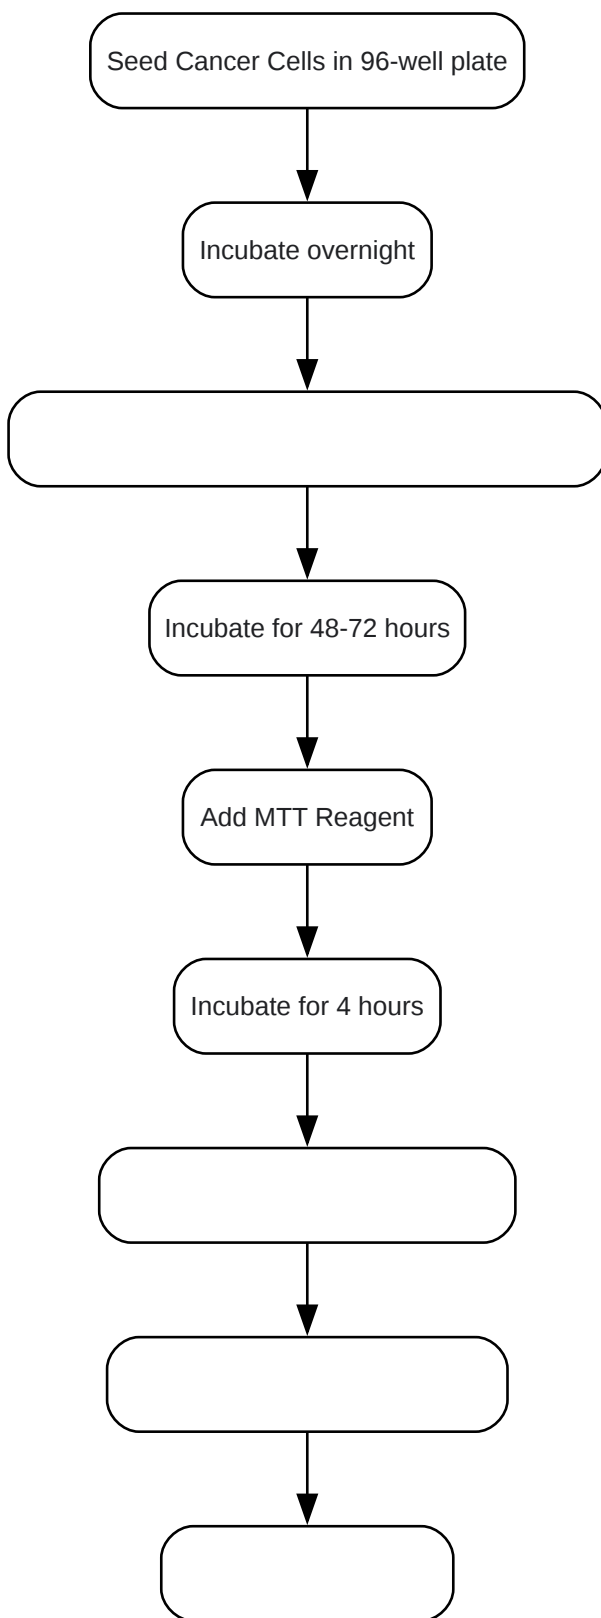 Seed Cancer Cells in 96-well plate
Incubate overnight
Incubate for 48-72 hours
Add MTT Reagent
Incubate for 4 hours